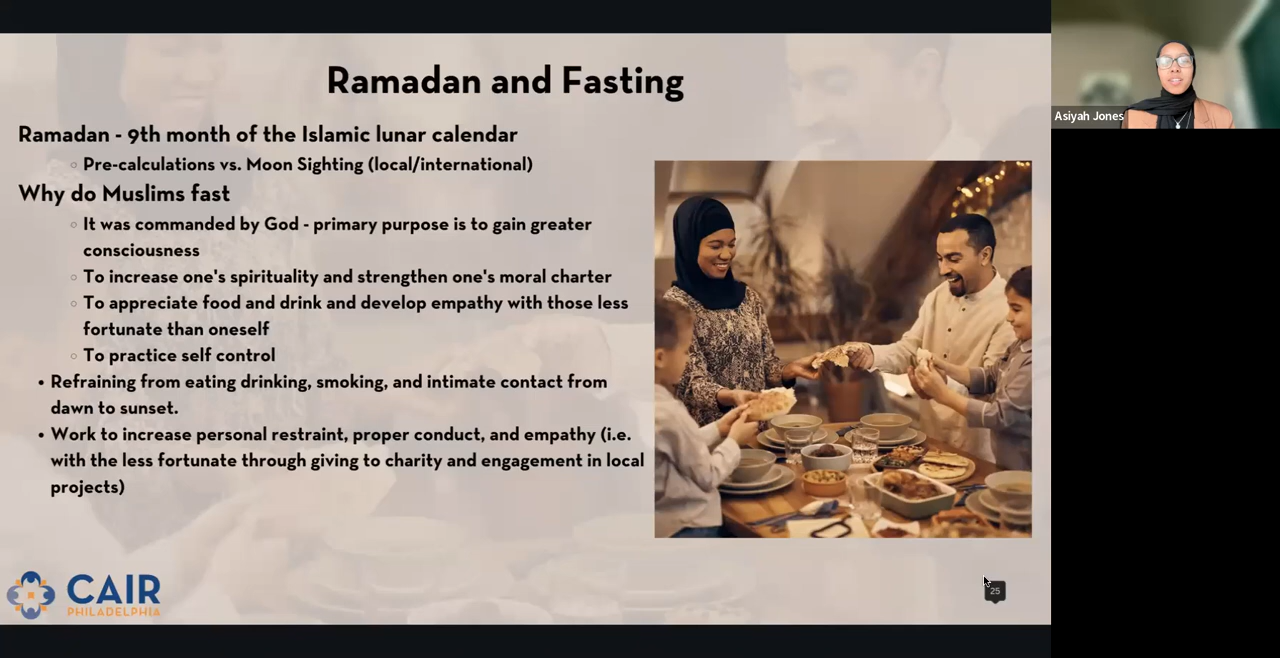 Ramadan and Fasting
Ramadan - 9th month of the Islamic lunar calendar
Pre-calculations vs. Moon Sighting (local/international)
Why do Muslims fast
It was commanded by God - primary purpose is to gain greater
consciousness
To increase one's spirituality and strengthen one's moral charter
To appreciate food and drink and develop empathy with those less
fortunate than oneself
To practice self control
Refraining from eating drinking, smoking, and intimate contact from
dawn to sunset.
Work to increase personal restraint, proper conduct, and empathy (i.e.
with the less fortunate through giving to charity and engagement in local
projects)
CAIR
PHILADELPHIA
25
Asiyah Jones